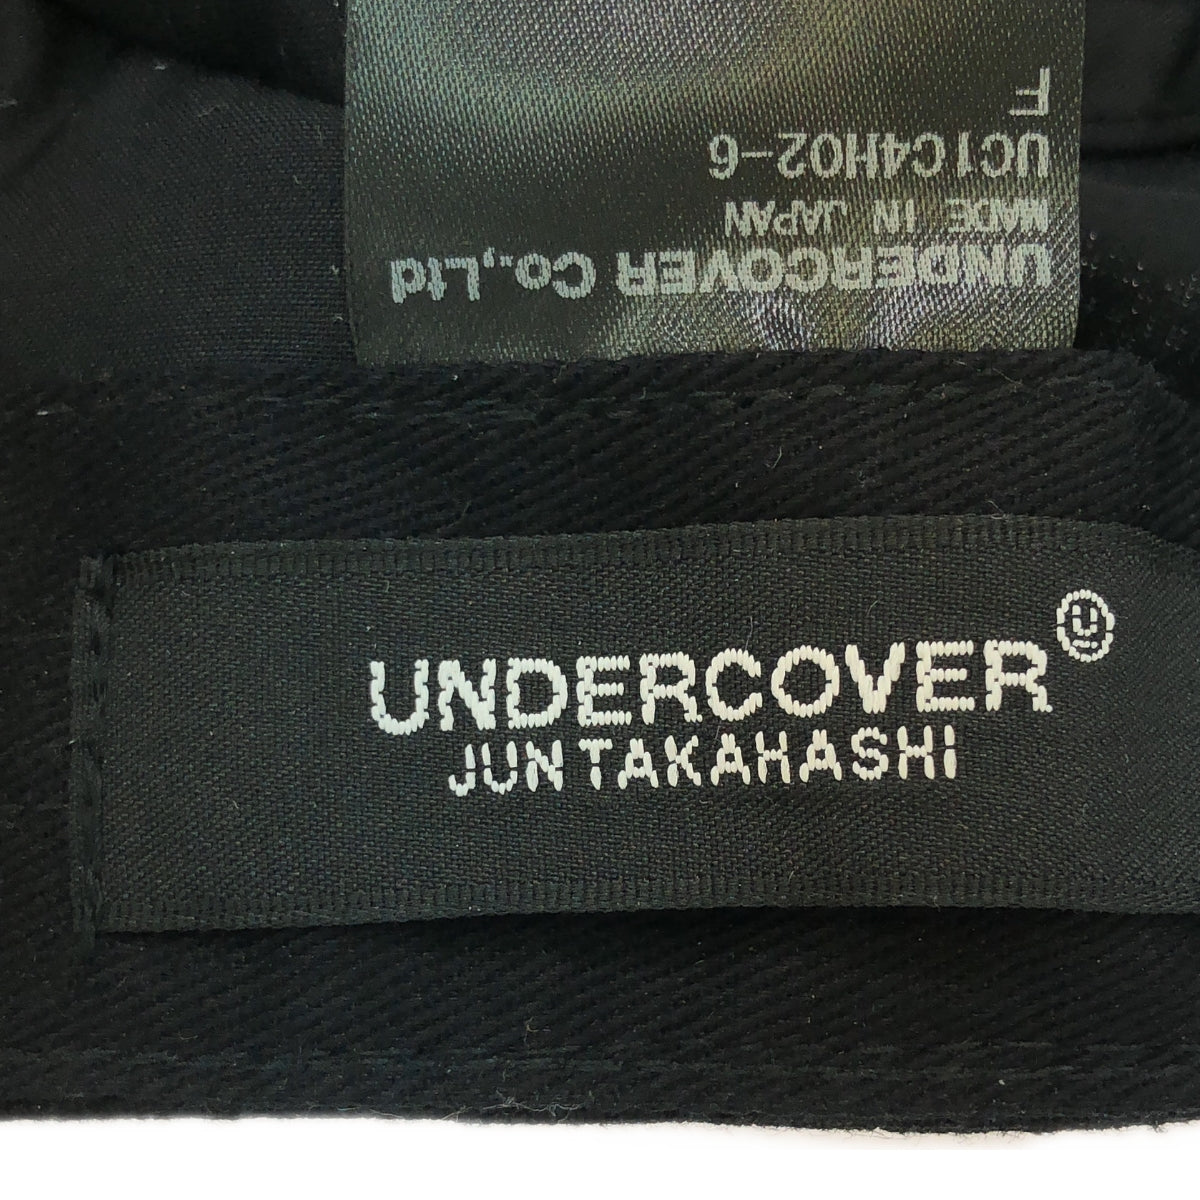 F
UC1C4H02-6
MADE IN JAPAN
UNDERCOVER Co.,Ltd
UNDERCOVER
U
JUN TAKAHASHI